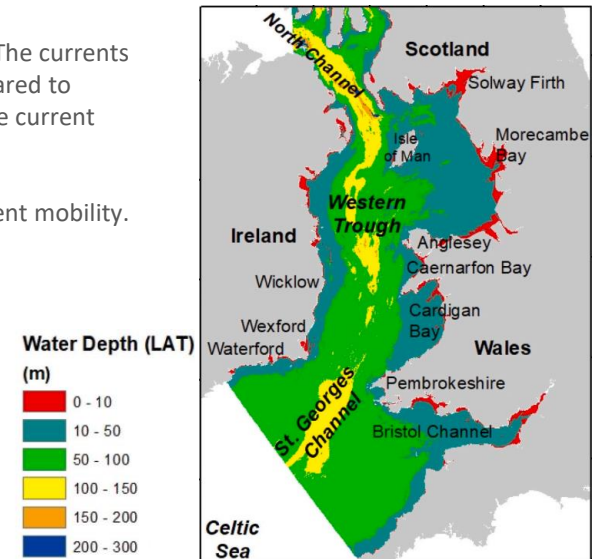 The currents
ared to
e current
ent mobility.
Water Depth (LAT)
(m)
0 - 10
10 - 50
50 - 100
100 - 150
150 - 200
200 - 300
North Channel
Scotland
Solway Firth
Isle
of Man
Morecambe
Bay
Western
Trough
Ireland
Anglesey
Caernarfon Bay
Wicklow
Cardigan
Bay
Wexford
Waterford
Wales
Pembrokeshire
St. Georges
Channel
Bristol Channel
Celtic
Sea